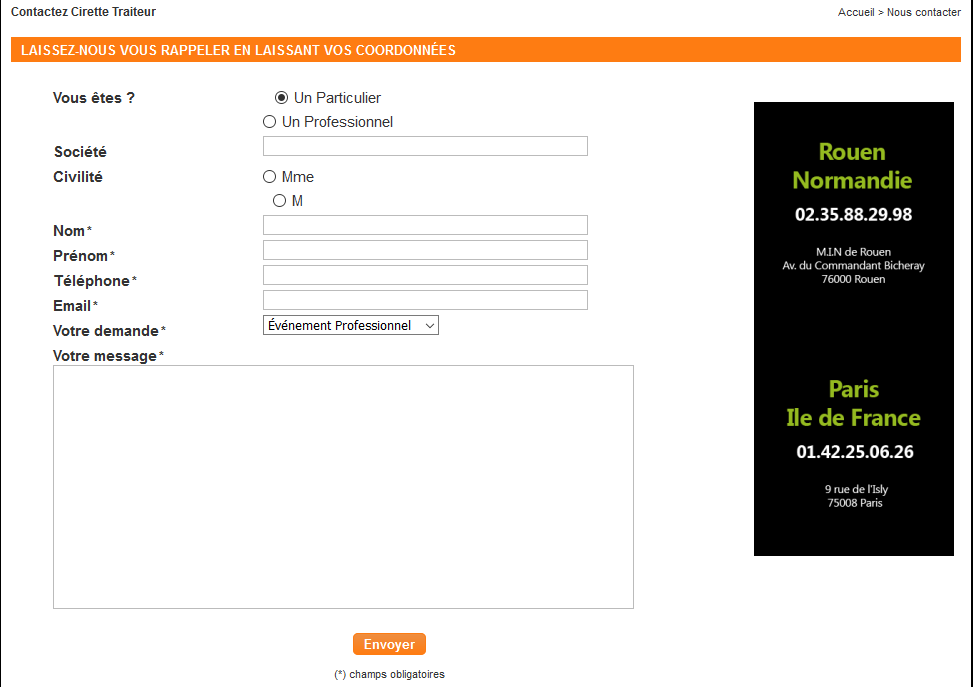 Contactez Cirette Traiteur
Accueil > Nous contacter
LAISSEZ-NOUS VOUS RAPPELER EN LAISSANT VOS COORDONNÉES
Vous êtes ?
Un Particulier
Un Professionnel
Société
Civilité
Mme
M
Nom*
Prénom*
Téléphone*
Email*
Votre demande*
Événement Professionnel
Votre message*
Envoyer
(*) champs obligatoires
Rouen
Normandie
02.35.88.29.98
M.I.N de Rouen
Av. du Commandant Bicheray
76000 Rouen
Paris
Ile de France
01.42.25.06.26
9 rue de l'Isly
75008 Paris